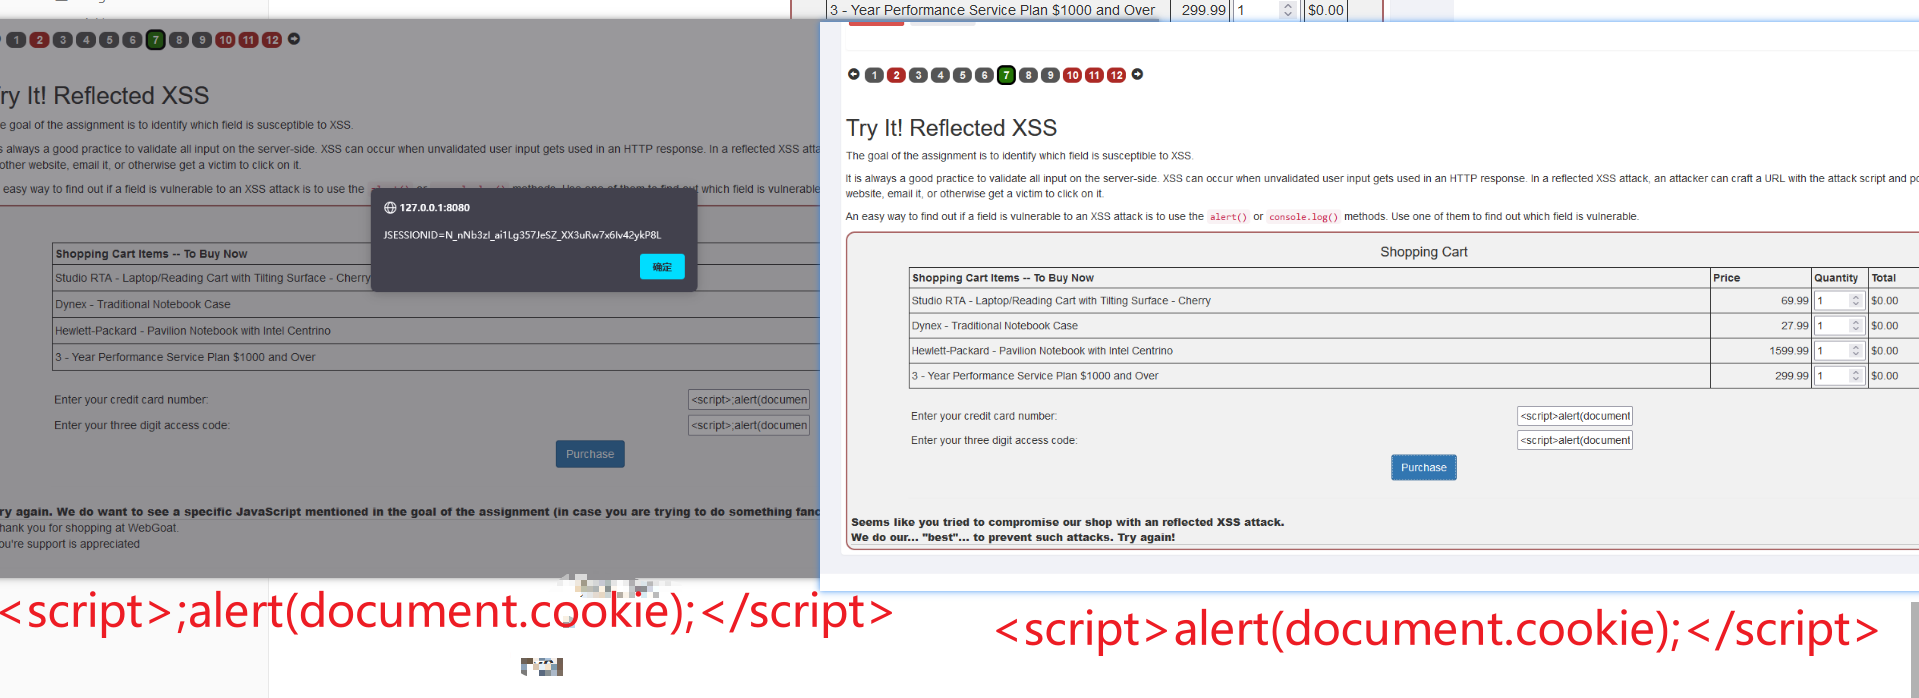 3 - Year Performance Service Plan $1000 and Over 299.99 1 $0.00
1 2 3 4 5 6 7 8 9 10 11 12
ry It! Reflected XSS
e goal of the assignment is to identify which field is susceptible to XSS.
s always a good practice to validate all input on the server-side. XSS can occur when unvalidated user input gets used in an HTTP response. In a reflected XSS atta
other website, email it, or otherwise get a victim to click on it.
easy way to find out if a field is vulnerable to an XSS attack is to use the which field is vulnerable
127.0.0.1:8080
确定
Shopping Cart Items -- To Buy Now
Studio RTA - Laptop/Reading Cart with Tilting Surface - Cherry
Dynex - Traditional Notebook Case
Hewlett-Packard - Pavilion Notebook with Intel Centrino
3 - Year Performance Service Plan $1000 and Over
Enter your credit card number: <script>;alert(documen
Enter your three digit access code: <script>;alert(documen
Purchase
ry again. We do want to see a specific JavaScript mentioned in the goal of the assignment (in case you are trying to do something fanc
hank you for shopping at WebGoat.
ou're support is appreciated
<script>;alert(document.cookie);</script>
1 2 3 4 5 6 7 8 9 10 11 12
Try It! Reflected XSS
The goal of the assignment is to identify which field is susceptible to XSS.
It is always a good practice to validate all input on the server-side. XSS can occur when unvalidated user input gets used in an HTTP response. In a reflected XSS attack, an attacker can craft a URL with the attack script and po
website, email it, or otherwise get a victim to click on it.
An easy way to find out if a field is vulnerable to an XSS attack is to use the alert() or console.log() methods. Use one of them to find out which field is vulnerable.
Shopping Cart
Shopping Cart Items -- To Buy Now Price Quantity Total
Studio RTA - Laptop/Reading Cart with Tilting Surface - Cherry 69.99 1 $0.00
Dynex - Traditional Notebook Case 27.99 1 $0.00
Hewlett-Packard - Pavilion Notebook with Intel Centrino 1599.99 1 $0.00
3 - Year Performance Service Plan $1000 and Over 299.99 1 $0.00
Enter your credit card number: <script>alert(document
Enter your three digit access code: <script>alert(document
Purchase
Seems like you tried to compromise our shop with an reflected XSS attack.
We do our... "best"... to prevent such attacks. Try again!
<script>alert(document.cookie);</script>